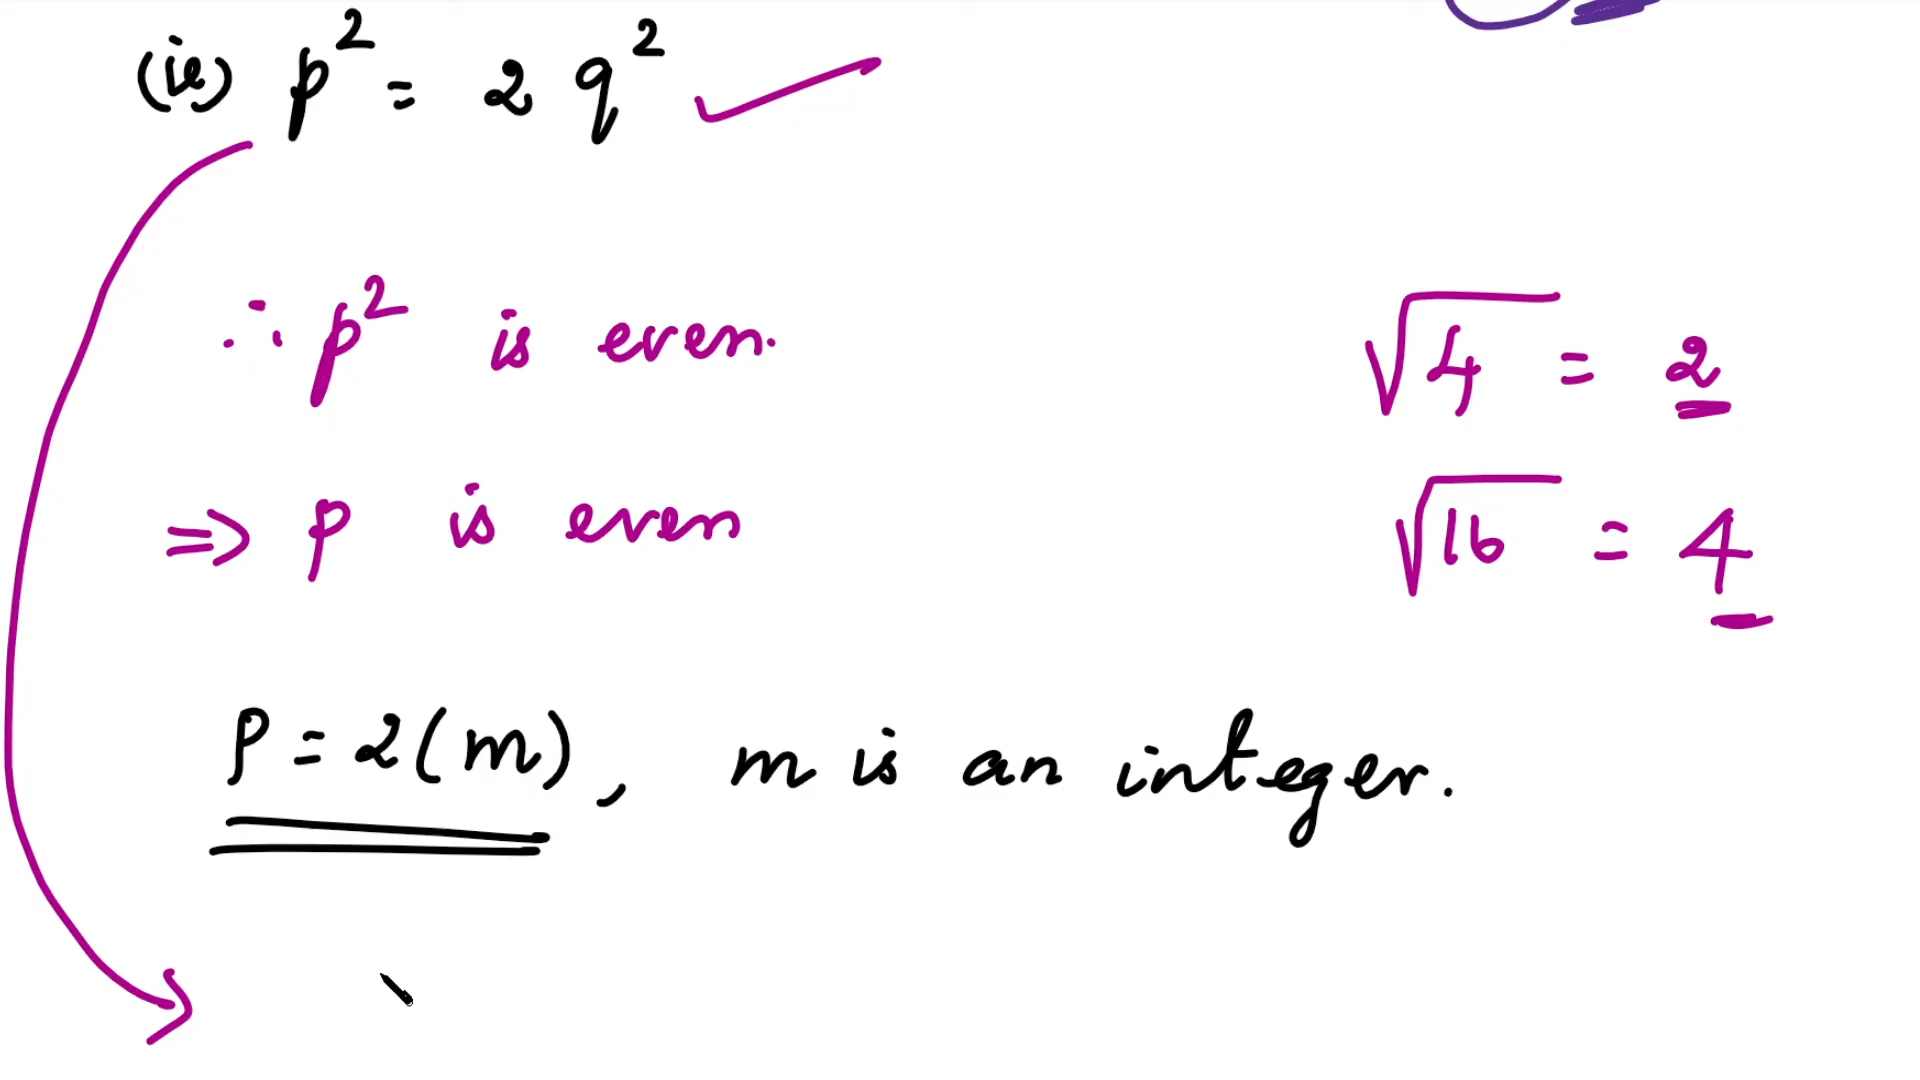 (ie) p² = 2 q²
∴ p² is even.
√4 = 2
⇒ p is even
√16 = 4
P = 2(m), m is an integer.